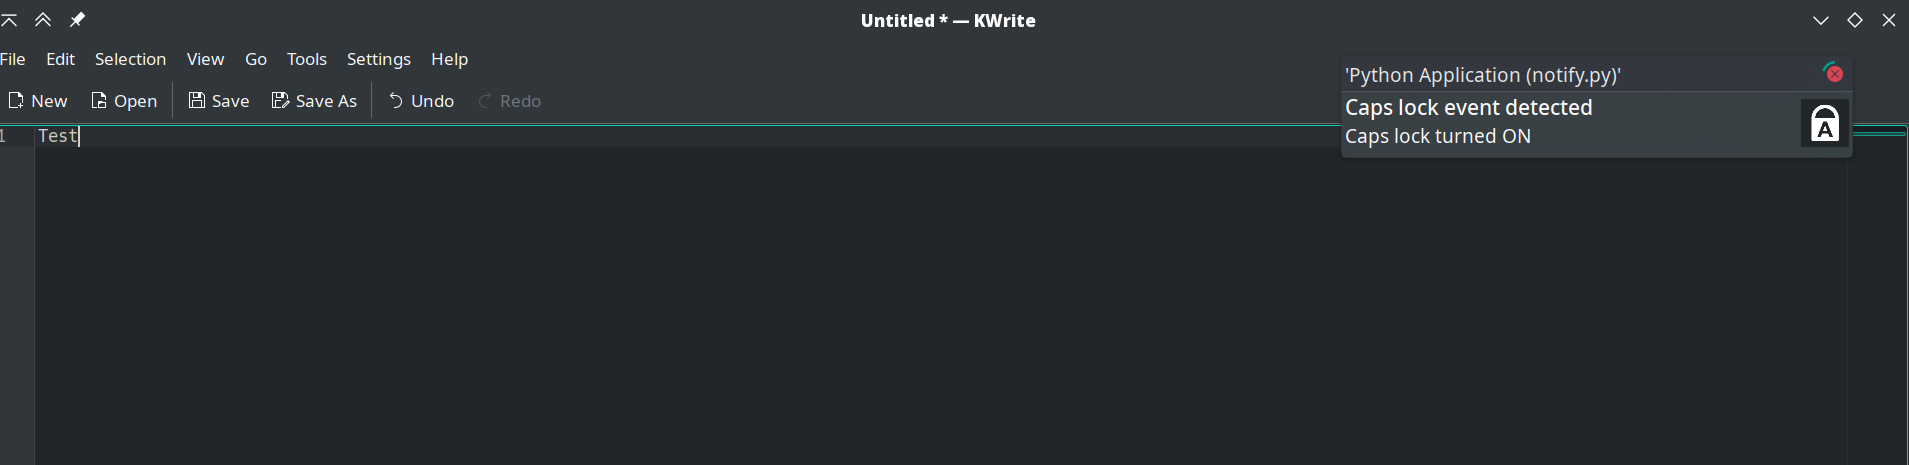 Untitled * — KWrite
File Edit Selection View Go Tools Settings Help
New Open Save Save As Undo Redo
'Python Application (notify.py)'
Caps lock event detected
Caps lock turned ON
A
1 Test